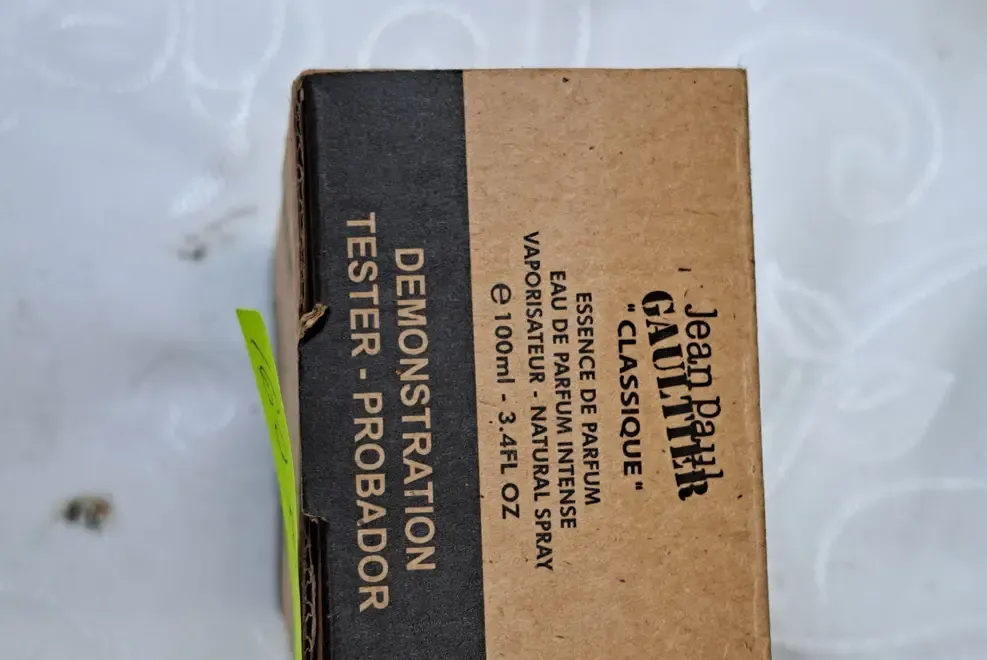 Jean Paul
GAULTIER
"CLASSIQUE"
ESSENCE DE PARFUM
EAU DE PARFUM INTENSE
VAPORISATEUR - NATURAL SPRAY
e 100ml - 3.4FL OZ
DEMONSTRATION
TESTER - PROBADOR